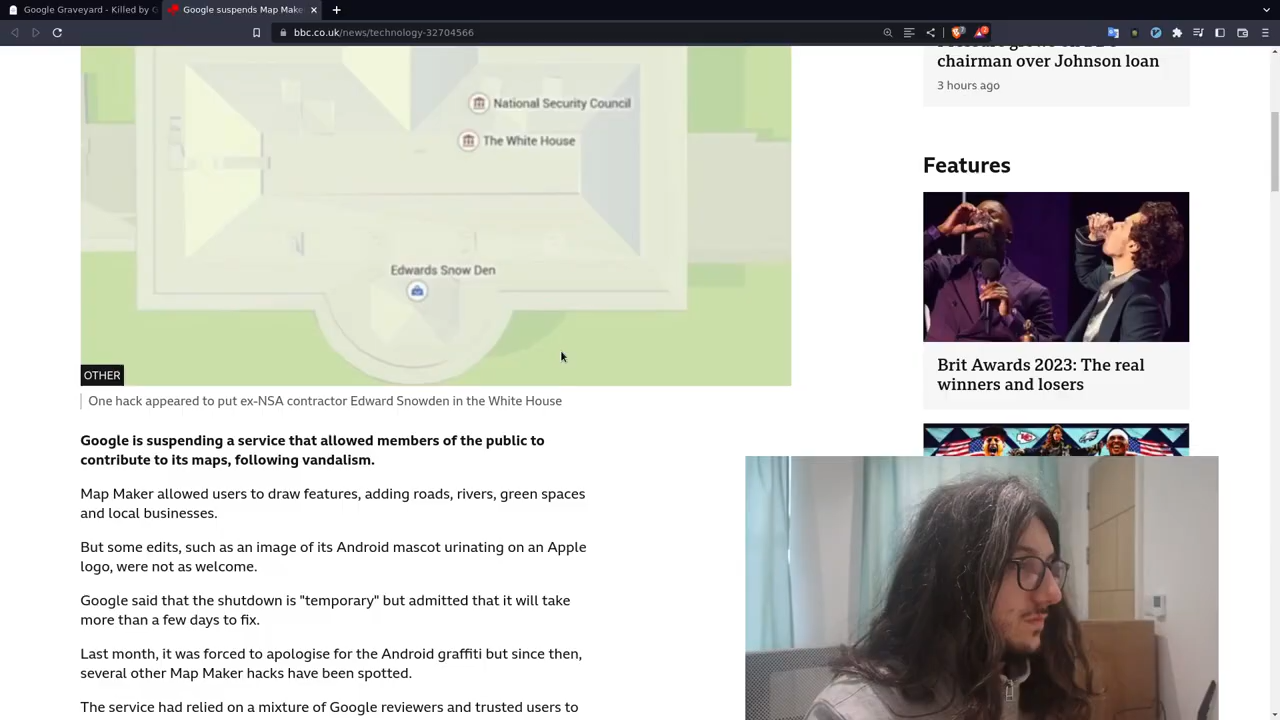 Google Graveyard - Killed by G
Google suspends Map Make
bbc.co.uk/news/technology-32704566
National Security Council
The White House
Edwards Snow Den
OTHER
One hack appeared to put ex-NSA contractor Edward Snowden in the White House
Google is suspending a service that allowed members of the public to
contribute to its maps, following vandalism.
Map Maker allowed users to draw features, adding roads, rivers, green spaces
and local businesses.
But some edits, such as an image of its Android mascot urinating on an Apple
logo, were not as welcome.
Google said that the shutdown is "temporary" but admitted that it will take
more than a few days to fix.
Last month, it was forced to apologise for the Android graffiti but since then,
several other Map Maker hacks have been spotted.
The service had relied on a mixture of Google reviewers and trusted users to
chairman over Johnson loan
3 hours ago
Features
Brit Awards 2023: The real
winners and losers